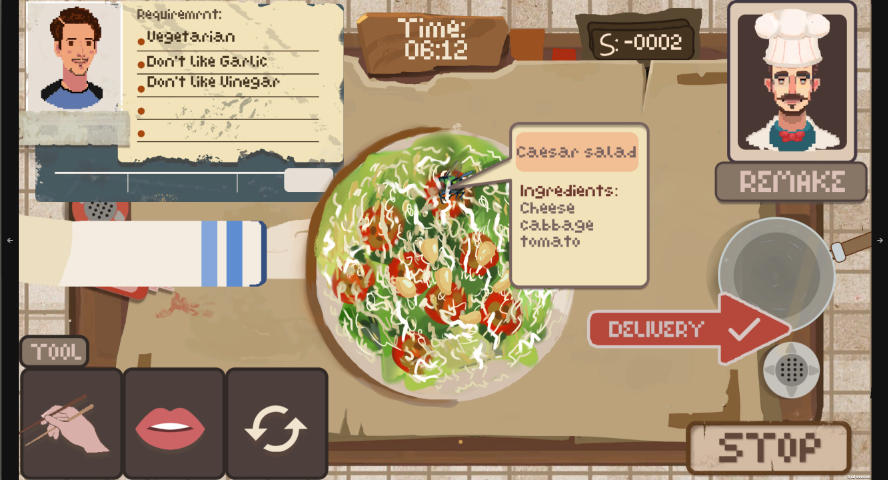 Requiremrnt:
Vegetarian
Don't like Garlic
Don't like Vinegar
Time:
06:12
S: -0002
REMAKE
Caesar salad
Ingredients:
Cheese
cabbage
tomato
DELIVERY
TOOL
STOP